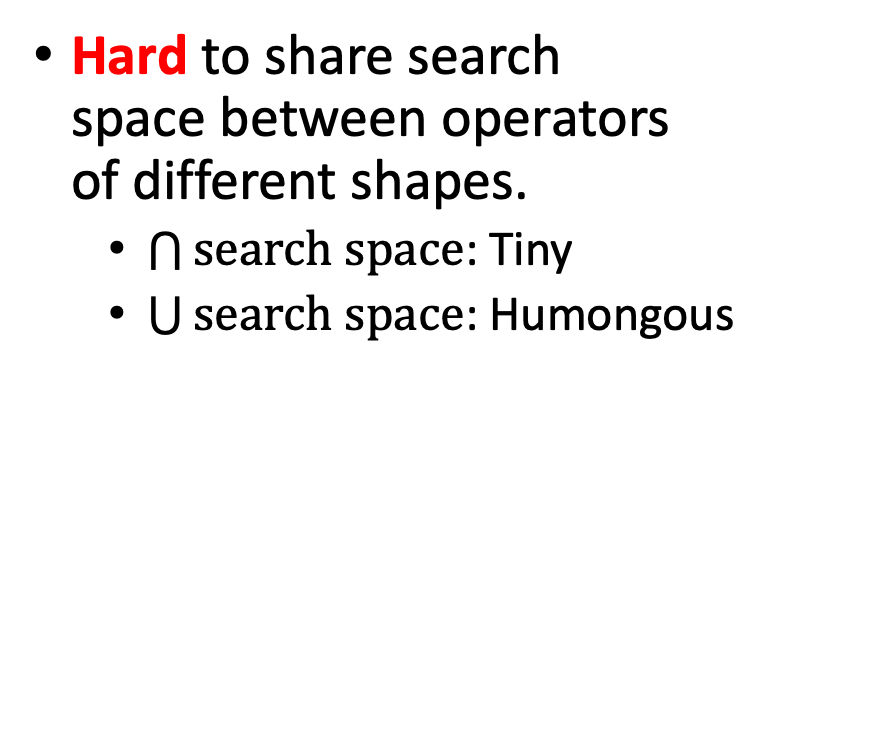 • Hard to share search
space between operators
of different shapes.
• ⋂ search space: Tiny
• ⋃ search space: Humongous